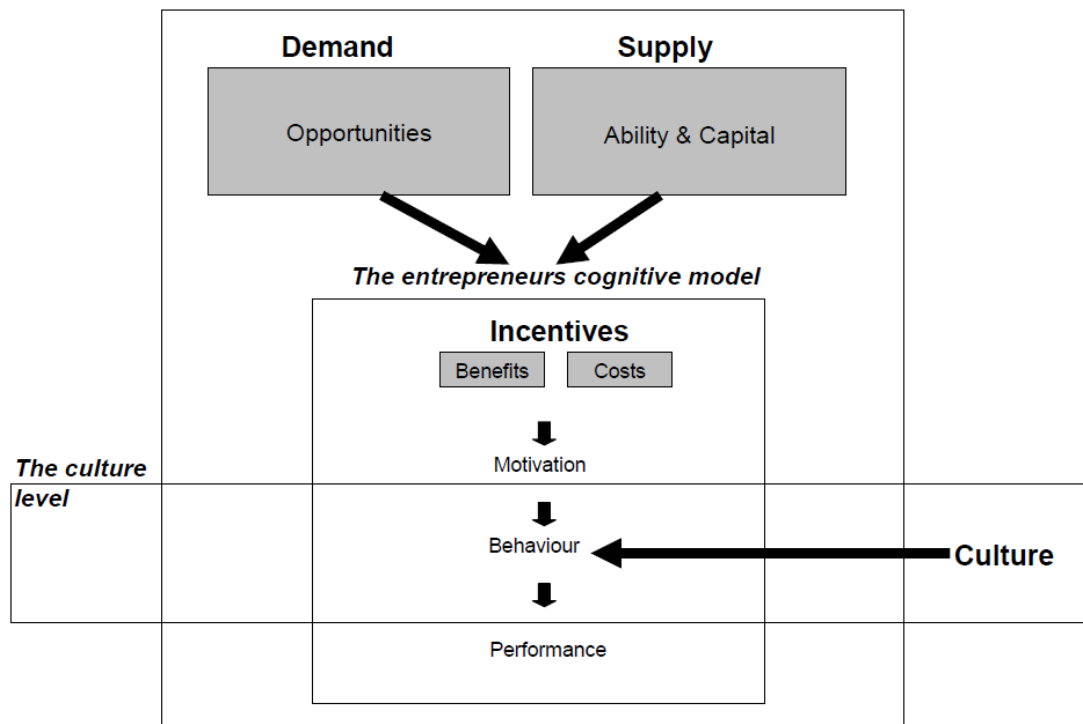 Demand
Supply
Opportunities
Ability & Capital
The entrepreneurs cognitive model
Incentives
Benefits
Costs
Motivation
The culture
level
Behaviour
Culture
Performance